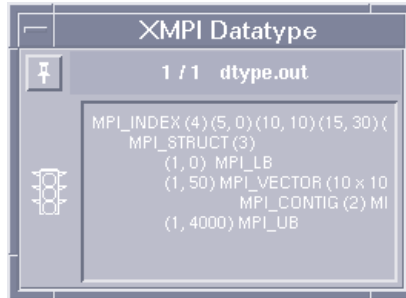 XMPI Datatype
1 / 1 dtype.out
MPI_INDEX (4) (5, 0) (10, 10) (15, 30) (
MPI_STRUCT (3)
(1, 0) MPI_LB
(1, 50) MPI_VECTOR (10 x 10
MPI_CONTIG (2) MI
(1, 4000) MPI_UB